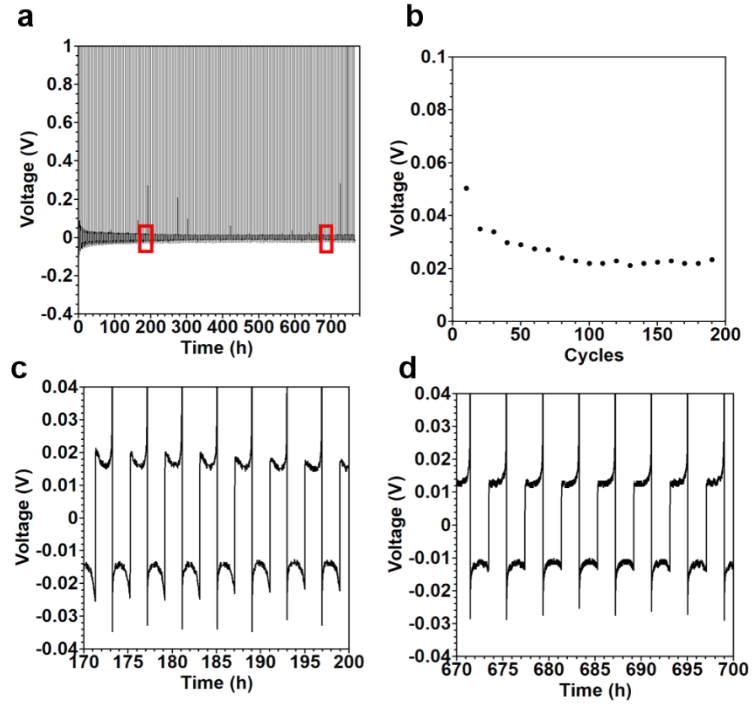 a
1
0.8
0.6
0.4
0.2
0
-0.2
-0.4
Voltage (V)
0 100 200 300 400 500 600 700
Time (h)
b
0.1
0.08
0.06
0.04
0.02
0
Voltage (V)
0 50 100 150 200
Cycles
c
0.04
0.03
0.02
0.01
0
-0.01
-0.02
-0.03
-0.04
Voltage (V)
170 175 180 185 190 195 200
Time (h)
d
0.04
0.03
0.02
0.01
0
-0.01
-0.02
-0.03
-0.04
Voltage (V)
670 675 680 685 690 695 700
Time (h)